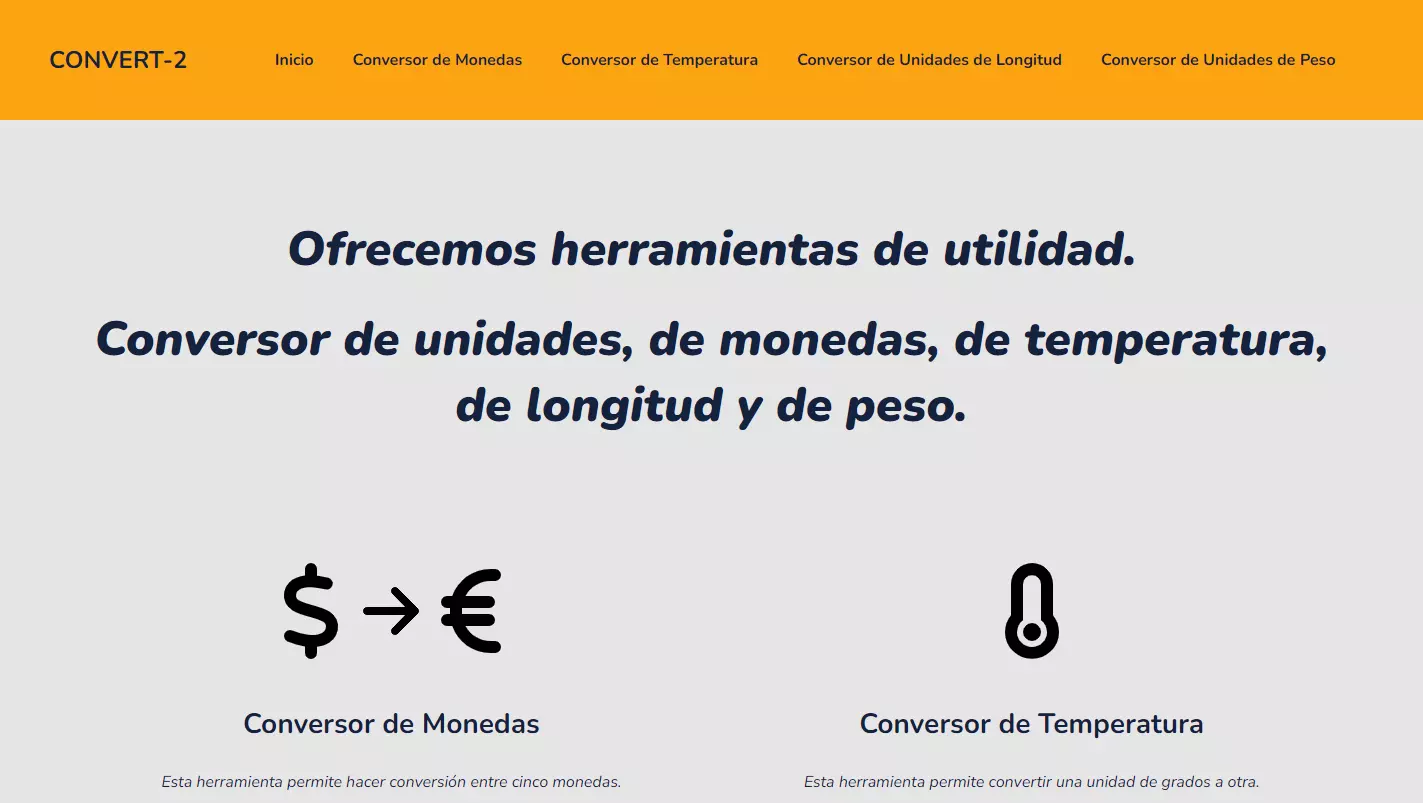 CONVERT-2
Inicio
Conversor de Monedas
Conversor de Temperatura
Conversor de Unidades de Longitud
Conversor de Unidades de Peso
Ofrecemos herramientas de utilidad.
Conversor de unidades, de monedas, de temperatura,
de longitud y de peso.
Conversor de Monedas
Esta herramienta permite hacer conversión entre cinco monedas.
Conversor de Temperatura
Esta herramienta permite convertir una unidad de grados a otra.